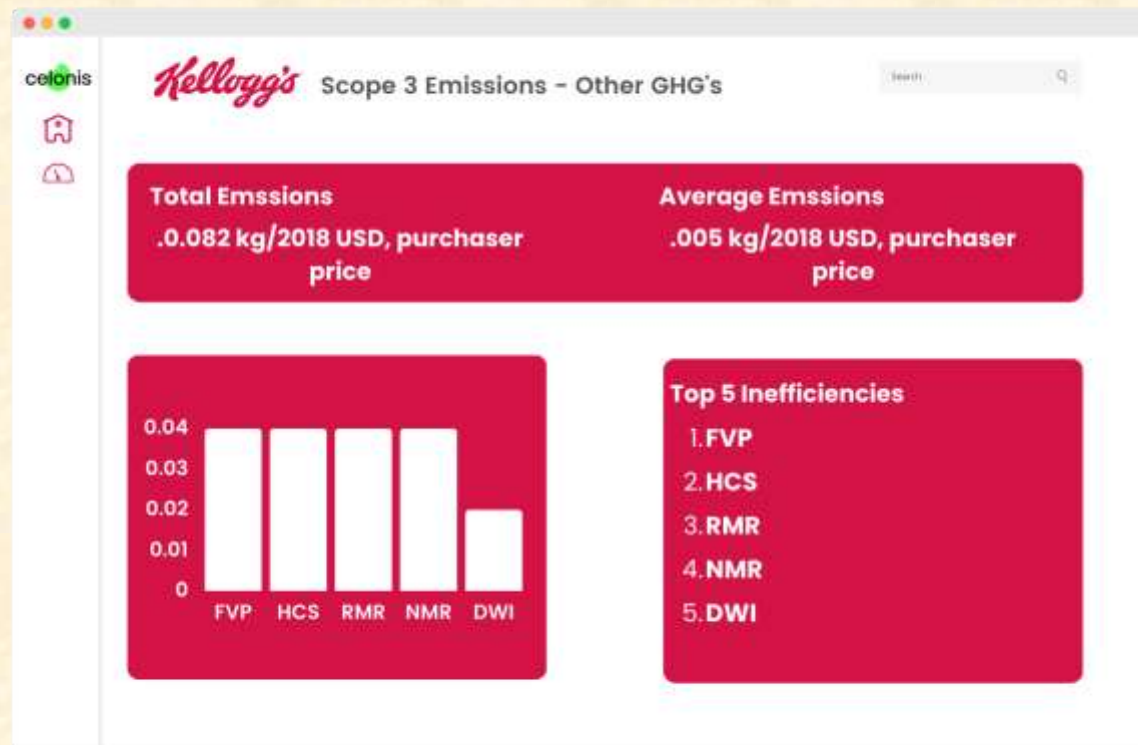 celonis
Kellogg's
Scope 3 Emissions - Other GHG's
Search
Total Emssions
.0.082 kg/2018 USD, purchaser
price
Average Emssions
.005 kg/2018 USD, purchaser
price
0.04
0.03
0.02
0.01
0
FVP HCS RMR NMR DWI
Top 5 Inefficiencies
1. FVP
2. HCS
3. RMR
4. NMR
5. DWI